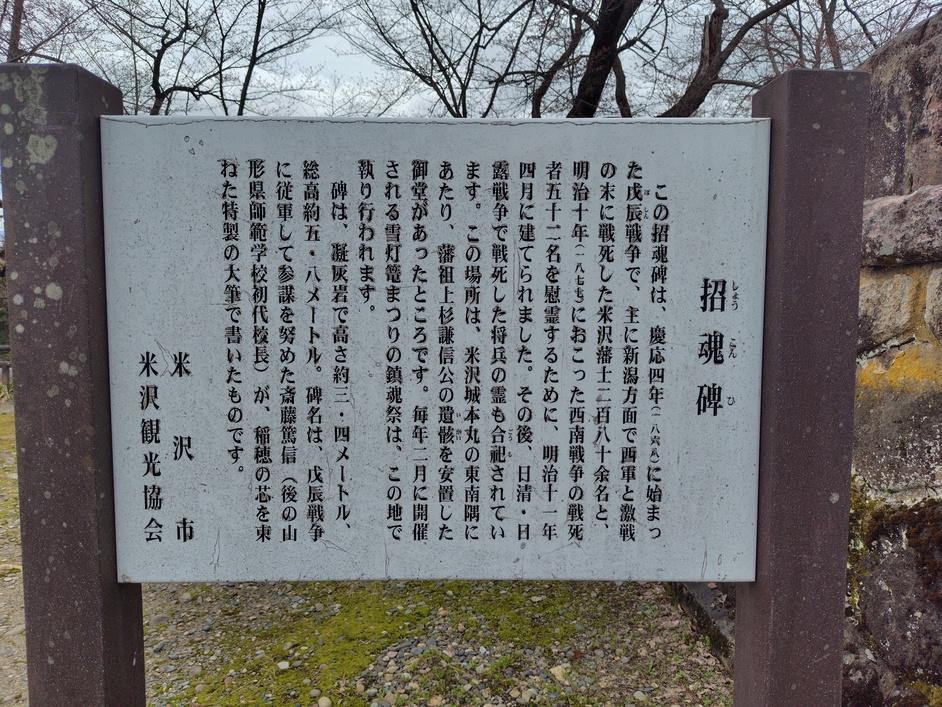 招魂碑
しょうこんひ
この招魂碑は、慶応四年(一八六八)に始まっ
た戊辰戦争で、主に新潟方面で西軍と激戦
ぼしん
の末に戦死した米沢藩士二百八十余名と、
明治十年(一八七七)におこった西南戦争の戦死
者五十二名を慰霊するために、明治十一年
四月に建てられました。その後、日清・日
露戦争で戦死した将兵の霊も合祀されてい
ごうし
ます。この場所は、米沢城本丸の東南隅に
あたり、藩祖上杉謙信公の遺骸を安置した
いがい
御堂があったところです。毎年二月に開催
される雪灯篭まつりの鎮魂祭は、この地で
執り行われます。
碑は、凝灰岩で高さ約三・四メートル、
総高約五・八メートル。碑名は、戊辰戦争
に従軍して参謀を努めた斎藤篤信(後の山
形県師範学校初代校長)が、稲穂の芯を束
ねた特製の大筆で書いたものです。
米沢市
米沢観光協会